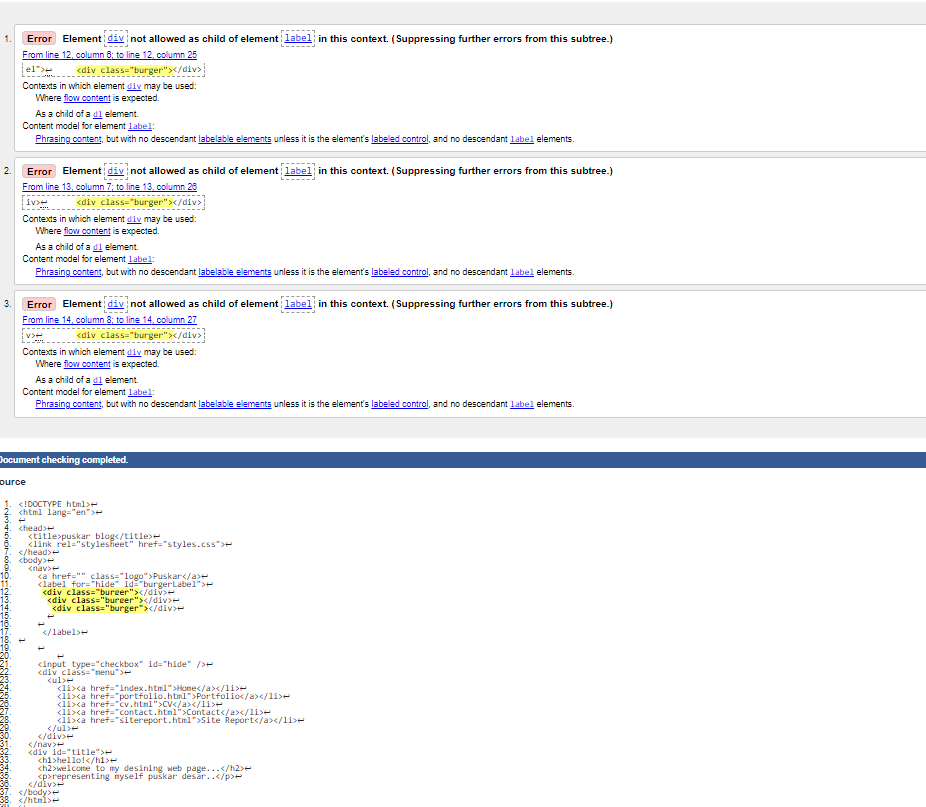 1. Error Element div not allowed as child of element label in this context. (Suppressing further errors from this subtree.)
From line 12, column 6; to line 12, column 25
el">↩ <div class="burger"></div>
Contexts in which element div may be used:
Where flow content is expected.
As a child of a dl element.
Content model for element label:
Phrasing content, but with no descendant labelable elements unless it is the element's labeled control, and no descendant label elements.
2. Error Element div not allowed as child of element label in this context. (Suppressing further errors from this subtree.)
From line 13, column 7; to line 13, column 26
iv>↩ <div class="burger"></div>
Contexts in which element div may be used:
Where flow content is expected.
As a child of a dl element.
Content model for element label:
Phrasing content, but with no descendant labelable elements unless it is the element's labeled control, and no descendant label elements.
3. Error Element div not allowed as child of element label in this context. (Suppressing further errors from this subtree.)
From line 14, column 8; to line 14, column 27
v>↩ <div class="burger"></div>
Contexts in which element div may be used:
Where flow content is expected.
As a child of a dl element.
Content model for element label:
Phrasing content, but with no descendant labelable elements unless it is the element's labeled control, and no descendant label elements.
Document checking completed.
ource
1. <!DOCTYPE html>↩
2. <html lang="en">↩
3. ↩
4. <head>↩
5. <title>puskar blog</title>↩
6. <link rel="stylesheet" href="styles.css">↩
7. </head>↩
8. <body>↩
9. <nav>↩
10. <a href="" class="logo">Puskar</a>↩
11. <label for="hide" id="burgerLabel">↩
12. <div class="burger"></div>↩
13. <div class="burger"></div>↩
14. <div class="burger"></div>↩
15. ↩
16. ↩
17. </label>↩
18. ↩
19. ↩
20. ↩
21. <input type="checkbox" id="hide" />↩
22. <div class="menu">↩
23. <ul>↩
24. <li><a href="index.html">Home</a></li>↩
25. <li><a href="portfolio.html">Portfolio</a></li>↩
26. <li><a href="cv.html">CV</a></li>↩
27. <li><a href="contact.html">Contact</a></li>↩
28. <li><a href="sitereport.html">Site Report</a></li>↩
29. </ul>↩
30. </div>↩
31. </nav>↩
32. <div id="title">↩
33. <h1>hello!</h1>↩
34. <h2>welcome to my desining web page...</h2>↩
35. <p>representing myself puskar desar..</p>↩
36. </div>↩
37. </body>↩
38. </html>↩